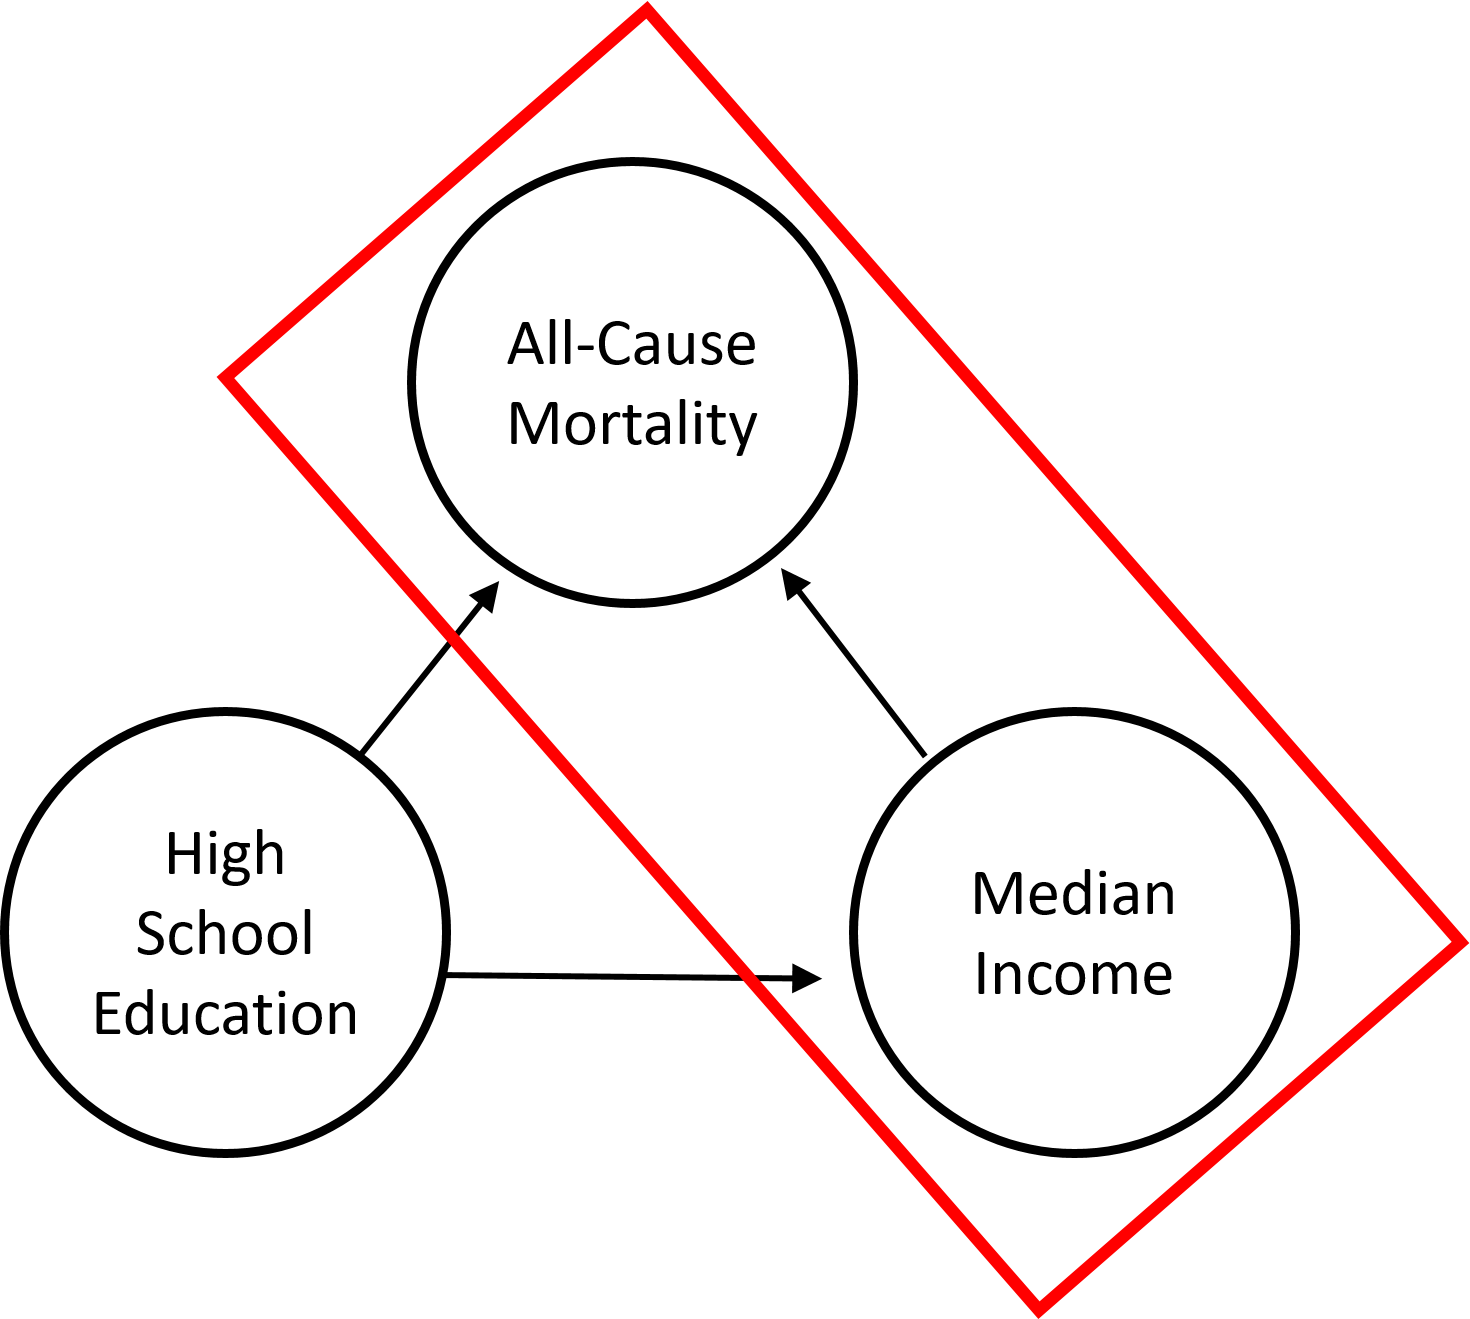 All-Cause
Mortality
High
School
Education
Median
Income